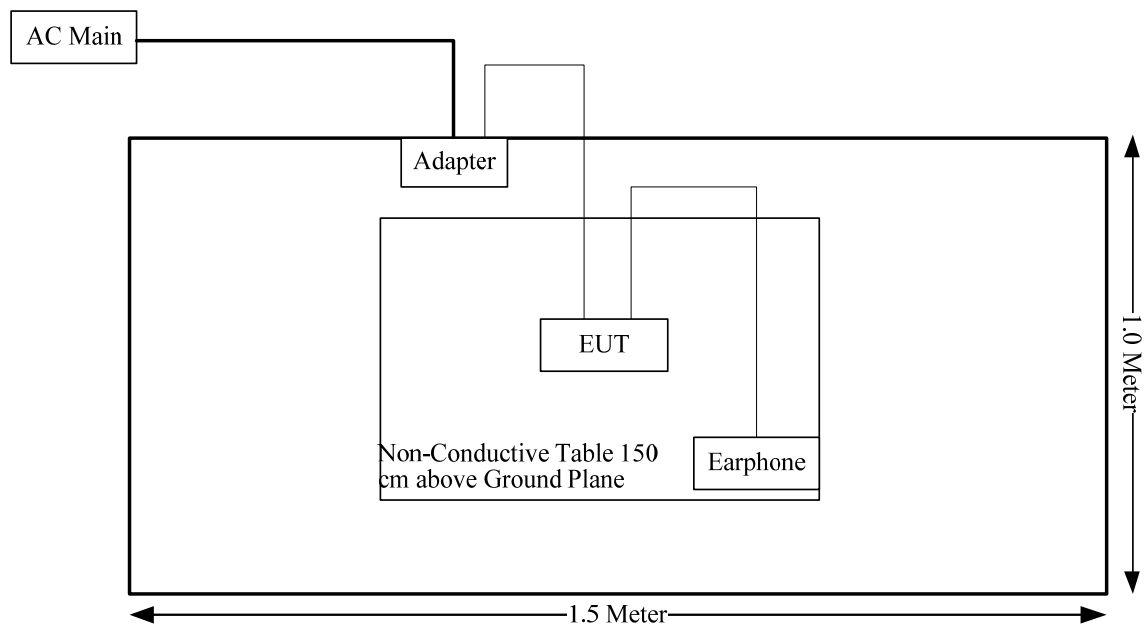 AC Main
Adapter
EUT
Non-Conductive Table 150
cm above Ground Plane
Earphone
1.0 Meter
1.5 Meter